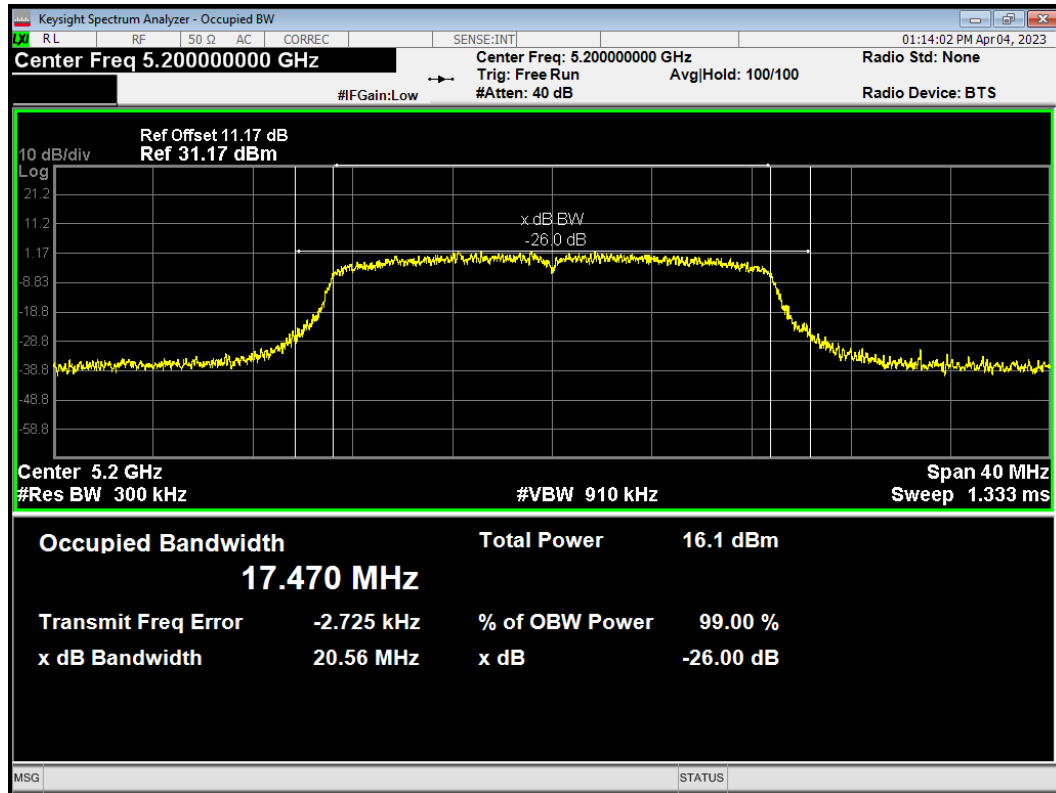 Keysight Spectrum Analyzer - Occupied BW
LXI RL RF 50 Ω AC CORREC SENSE:INT 01:14:02 PM Apr 04, 2023
Center Freq 5.200000000 GHz
#IFGain:Low
Center Freq: 5.200000000 GHz
Trig: Free Run Avg|Hold: 100/100
#Atten: 40 dB
Radio Std: None
Radio Device: BTS
Ref Offset 11.17 dB
10 dB/div Ref 31.17 dBm
Log
21.2
11.2
1.17
-8.83
-18.8
-28.8
-38.8
-48.8
-58.8
x dB BW
-26.0 dB
Center 5.2 GHz Span 40 MHz
#Res BW 300 kHz #VBW 910 kHz Sweep 1.333 ms
Occupied Bandwidth Total Power 16.1 dBm
17.470 MHz
Transmit Freq Error -2.725 kHz % of OBW Power 99.00 %
x dB Bandwidth 20.56 MHz x dB -26.00 dB
MSG STATUS